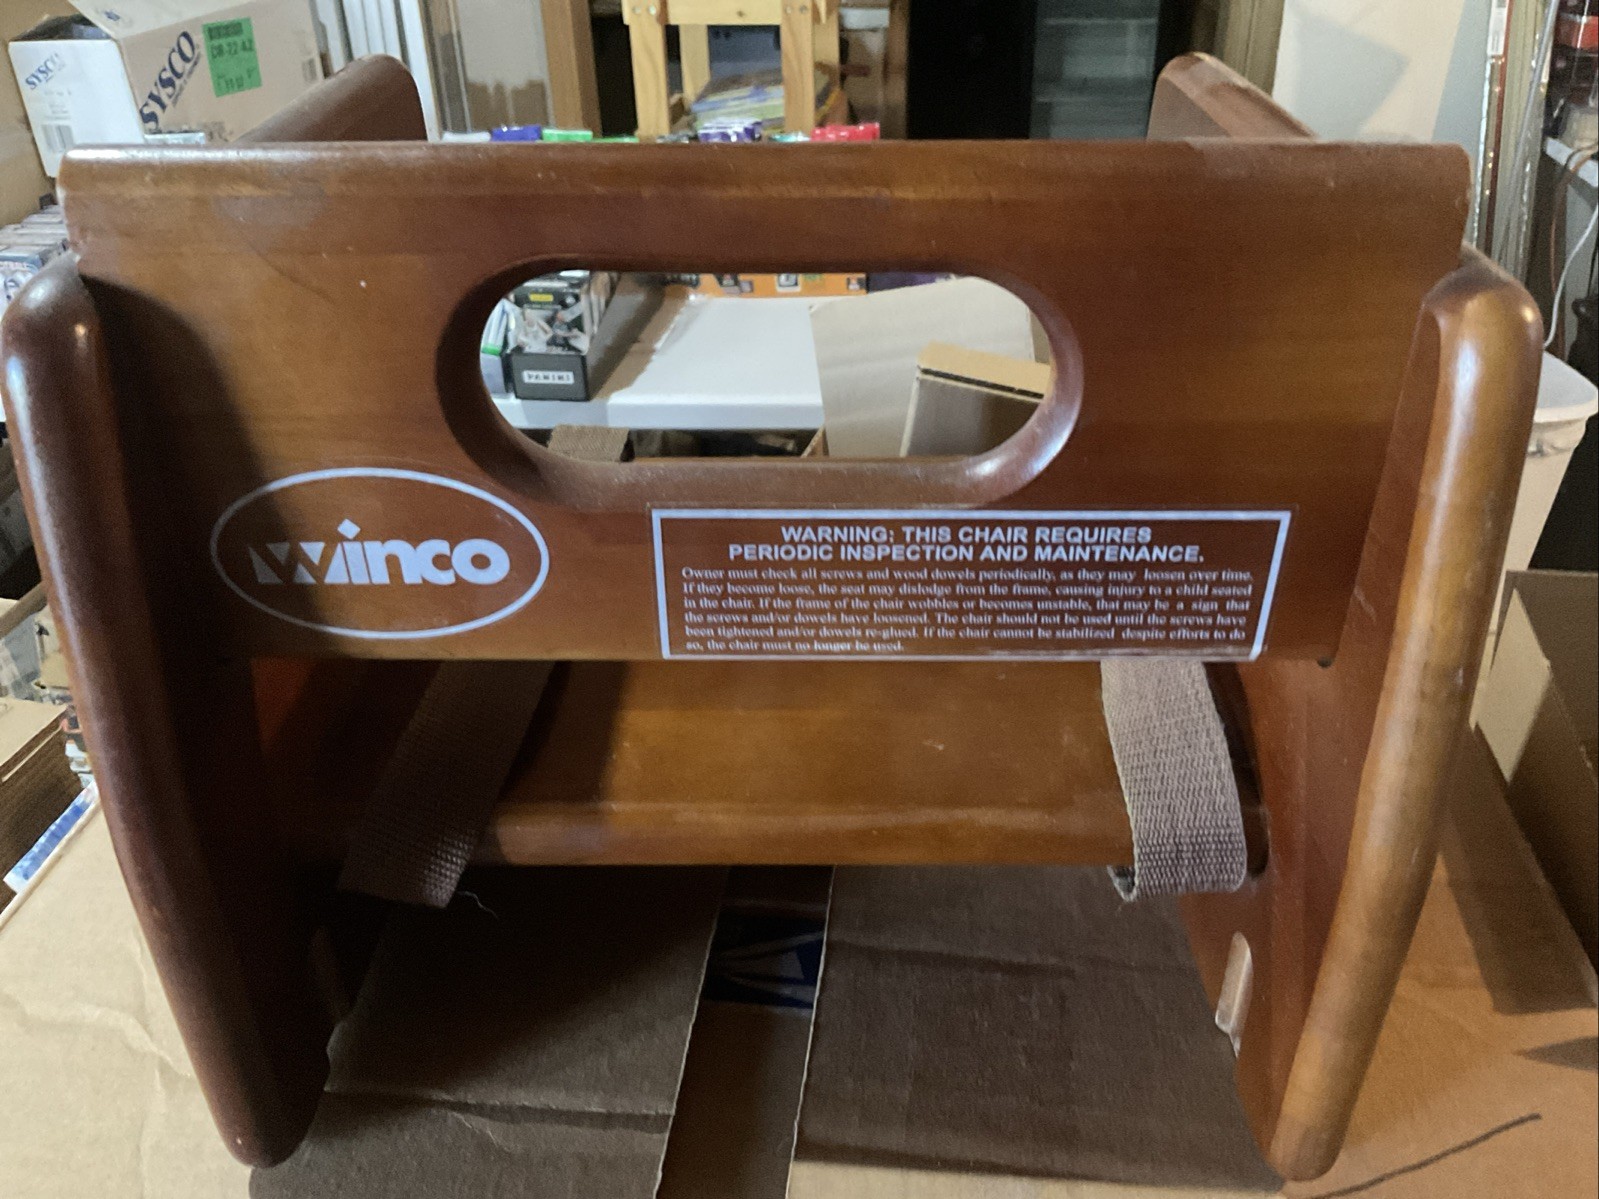 SYSCO
SYSCO
PANINI
Winco
WARNING: THIS CHAIR REQUIRES
PERIODIC INSPECTION AND MAINTENANCE.
Owner must check all screws and wood dowels periodically, as they may loosen over time.
If they become loose, the seat may dislodge from the frame, causing injury to a child seated
in the chair. If the frame of the chair wobbles or becomes unstable, that may be a sign that
the screws and/or dowels have loosened. The chair should not be used until the screws have
been tightened and/or dowels re-glued. If the chair cannot be stabilized despite efforts to do
so, the chair must no longer be used.